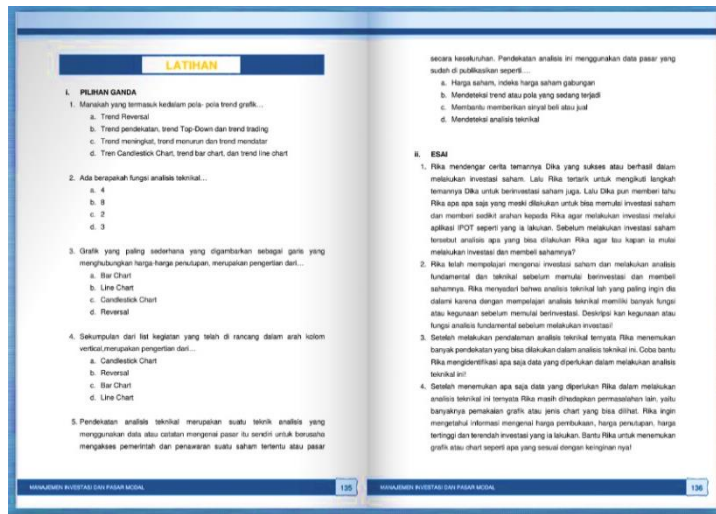 LATIHAN
I. PILIHAN GANDA
1. Manakah yang termasuk kedalam pola- pola trend grafik…
a. Trend Reversal
b. Trend pendekatan, trend Top-Down dan trend trading
c. Trend meningkat, trend menurun dan trend mendatar
d. Tren Candlestick Chart, trend bar chart, dan trend line chart
2. Ada berapakah fungsi analisis teknikal…
a. 4
b. 8
c. 2
d. 3
3. Grafik yang paling sederhana yang digambarkan sebagai garis yang
menghubungkan harga-harga penutupan, merupakan pengertian dari…
a. Bar Chart
b. Line Chart
c. Candlestick Chart
d. Reversal
4. Sekumpulan dari list kegiatan yang telah di rancang dalam arah kolom
vertical,merupakan pengertian dari…
a. Candlestick Chart
b. Reversal
c. Bar Chart
d. Line Chart
5. Pendekatan analisis teknikal merupakan suatu teknik analisis yang
menggunakan data atau catatan mengenai pasar itu sendiri untuk berusaha
mengakses pemerintah dan penawaran suatu saham tertentu atau pasar
MANAJEMEN INVESTASI DAN PASAR MODAL
135
secara keseluruhan. Pendekatan analisis ini menggunakan data pasar yang
sudah di publikasikan seperti…
a. Harga saham, indeks harga saham gabungan
b. Mendeteksi trend atau pola yang sedang terjadi
c. Membantu memberikan sinyal beli atau jual
d. Mendeteksi analisis teknikal
II. ESAI
1. Rika mendengar cerita temannya Dika yang sukses atau berhasil dalam
melakukan investasi saham. Lalu Rika tertarik untuk mengikuti langkah
temannya Dika untuk berinvestasi saham juga. Lalu Dika pun memberi tahu
Rika apa apa saja yang meski dilakukan untuk bisa memulai investasi saham
dan memberi sedikit arahan kepada Rika agar melakukan investasi melalui
aplikasi IPOT seperti yang ia lakukan. Sebelum melakukan investasi saham
tersebut analisis apa yang bisa dilakukan Rika agar tau kapan ia mulai
melakukan investasi dan membeli sahamnya?
2. Rika telah mempelajari mengenai investasi saham dan melakukan analisis
fundamental dan teknikal sebelum memulai berinvestasi dan membeli
sahamnya. Rika menyadari bahwa analisis teknikal lah yang paling ingin dia
dalami karena dengan mempelajari analisis teknikal memiliki banyak fungsi
atau kegunaan sebelum memulai berinvestasi. Deskripsi kan kegunaan atau
fungsi analisis fundamental sebelum melakukan investasi!
3. Setelah melakukan pendalaman analisis teknikal ternyata Rika menemukan
banyak pendekatan yang bisa dilakukan dalam analisis teknikal ini. Coba bantu
Rika mengidentifikasi apa saja data yang diperlukan dalam melakukan analisis
teknikal ini!
4. Setelah menemukan apa saja data yang diperlukan Rika dalam melakukan
analisis teknikal ini ternyata Rika masih dihadapkan permasalahan lain, yaitu
banyaknya pemakaian grafik atau jenis chart yang bisa dilihat. Rika ingin
mengetahui informasi mengenai harga pembukaan, harga penutupan, harga
tertinggi dan terendah investasi yang ia lakukan. Bantu Rika untuk menemukan
grafik atau chart seperti apa yang sesuai dengan keinginan nya!
MANAJEMEN INVESTASI DAN PASAR MODAL
136